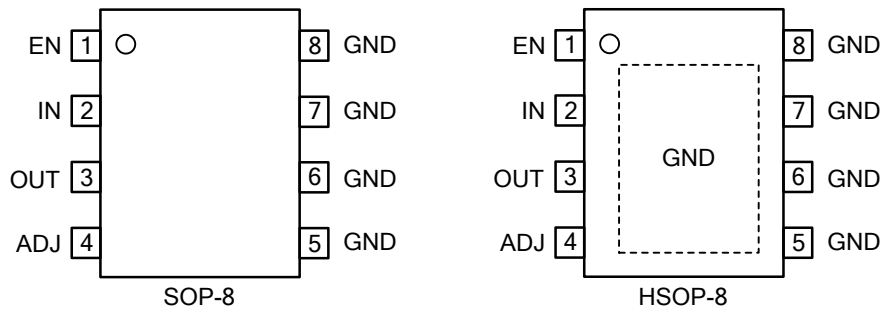 EN 1 8 GND
IN 2 7 GND
OUT 3 6 GND
ADJ 4 5 GND
SOP-8
EN 1 8 GND
IN 2 7 GND
GND
OUT 3 6 GND
ADJ 4 5 GND
HSOP-8